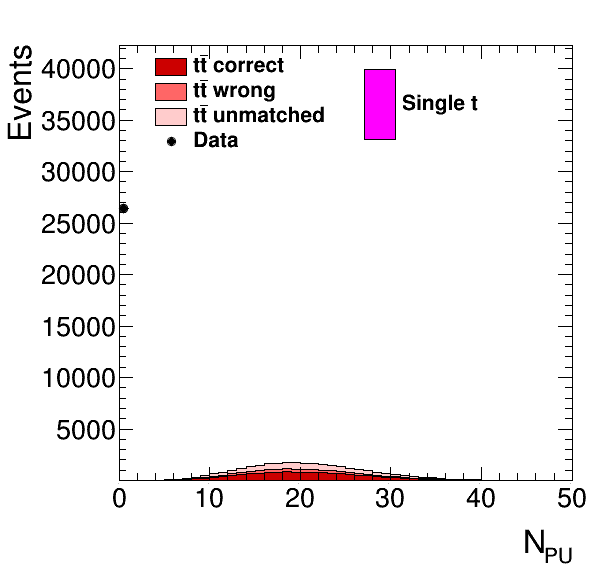 Events
40000
35000
30000
25000
20000
15000
10000
5000
tt̄ correct
tt̄ wrong
tt̄ unmatched
Data
Single t
0 10 20 30 40 50
N_PU